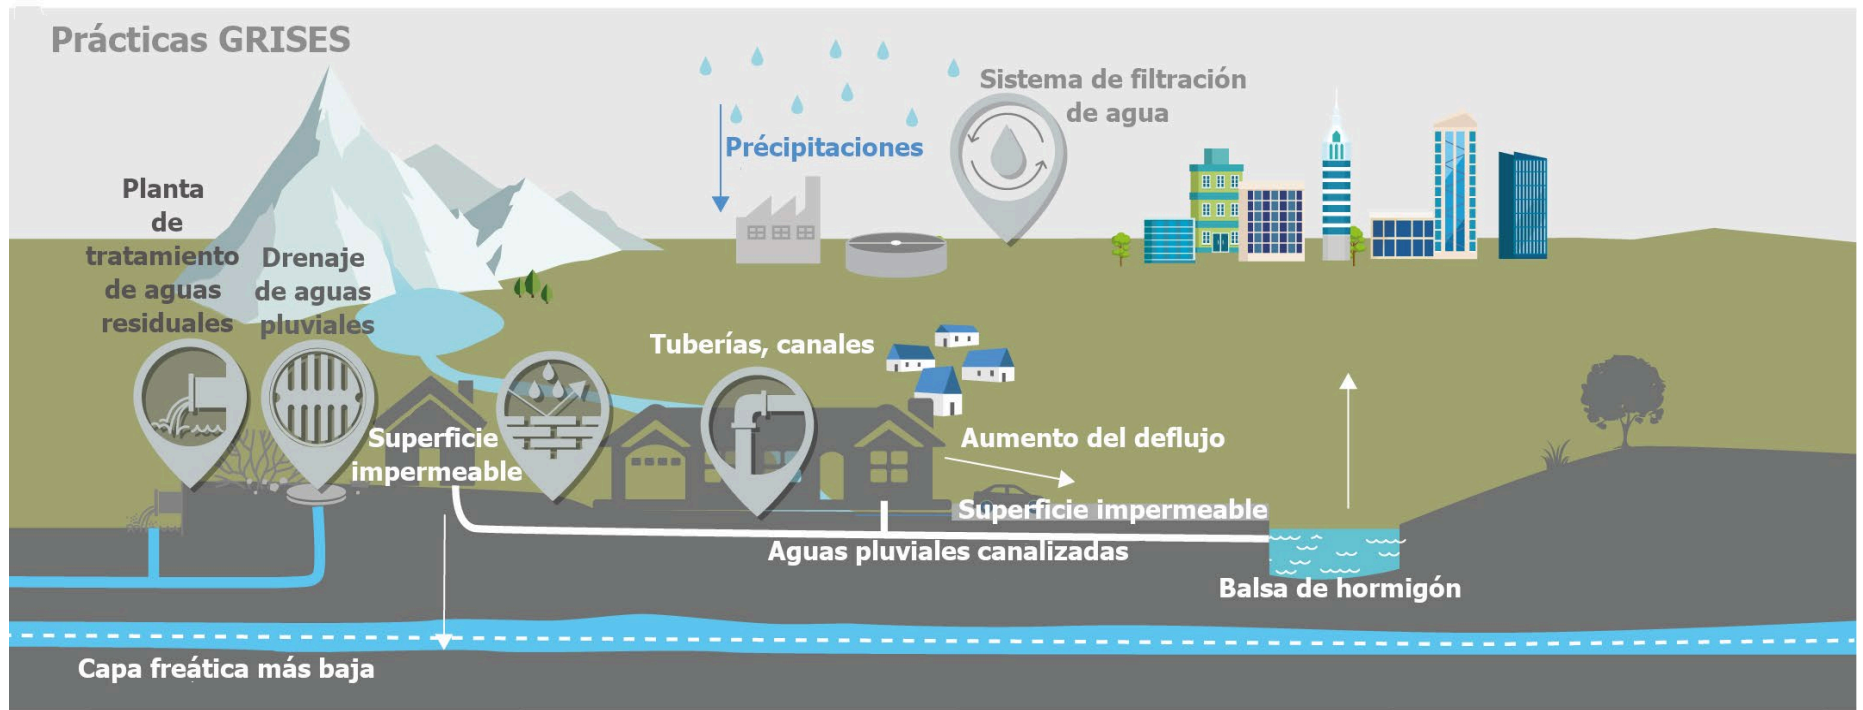 Prácticas GRISES
Sistema de filtración
de agua
Précipitaciones
Planta
de
tratamiento
de aguas
residuales
Drenaje
de aguas
pluviales
Tuberías, canales
Superficie
impermeable
Aumento del deflujo
Superficie impermeable
Aguas pluviales canalizadas
Balsa de hormigón
Capa freática más baja